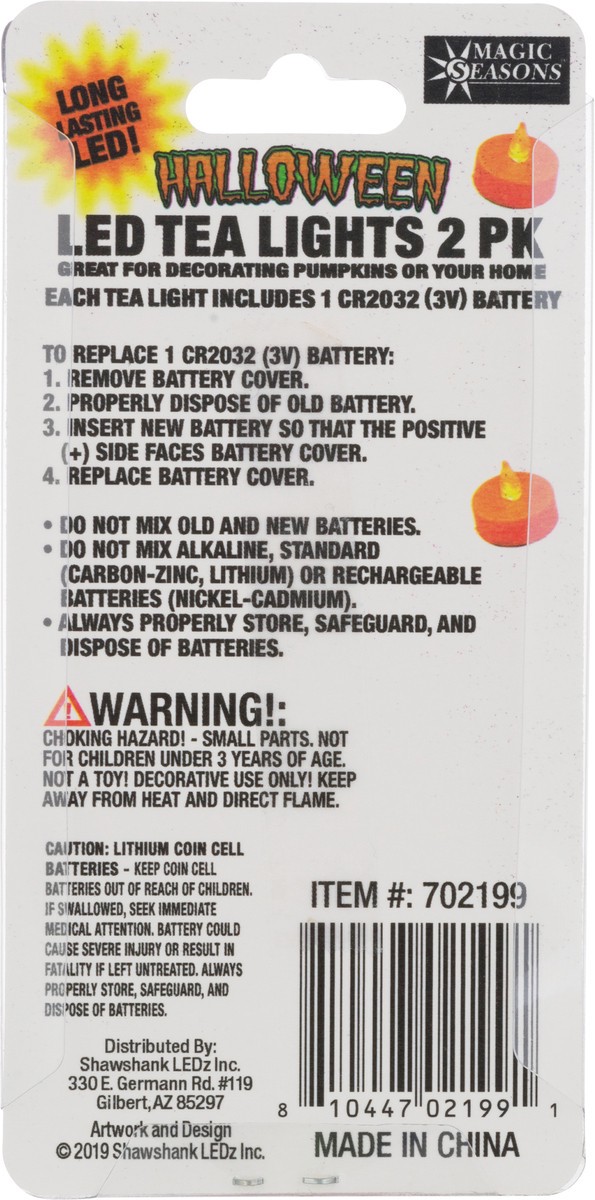 LONG
LASTING
LED!
MAGIC
SEASONS™
HALLOWEEN
LED TEA LIGHTS 2 PK
GREAT FOR DECORATING PUMPKINS OR YOUR HOME
EACH TEA LIGHT INCLUDES 1 CR2032 (3V) BATTERY
TO REPLACE 1 CR2032 (3V) BATTERY:
1. REMOVE BATTERY COVER.
2. PROPERLY DISPOSE OF OLD BATTERY.
3. INSERT NEW BATTERY SO THAT THE POSITIVE
(+) SIDE FACES BATTERY COVER.
4. REPLACE BATTERY COVER.
• DO NOT MIX OLD AND NEW BATTERIES.
• DO NOT MIX ALKALINE, STANDARD
(CARBON-ZINC, LITHIUM) OR RECHARGEABLE
BATTERIES (NICKEL-CADMIUM).
• ALWAYS PROPERLY STORE, SAFEGUARD, AND
DISPOSE OF BATTERIES.
WARNING!:
CHOKING HAZARD! - SMALL PARTS. NOT
FOR CHILDREN UNDER 3 YEARS OF AGE.
NOT A TOY! DECORATIVE USE ONLY! KEEP
AWAY FROM HEAT AND DIRECT FLAME.
CAUTION: LITHIUM COIN CELL
BATTERIES - KEEP COIN CELL
BATTERIES OUT OF REACH OF CHILDREN.
IF SWALLOWED, SEEK IMMEDIATE
MEDICAL ATTENTION. BATTERY COULD
CAUSE SEVERE INJURY OR RESULT IN
FATALITY IF LEFT UNTREATED. ALWAYS
PROPERLY STORE, SAFEGUARD, AND
DISPOSE OF BATTERIES.
Distributed By:
Shawshank LEDz Inc.
330 E. Germann Rd. #119
Gilbert, AZ 85297
Artwork and Design
©2019 Shawshank LEDz Inc.
ITEM #: 702199
8 10447 02199 1
MADE IN CHINA